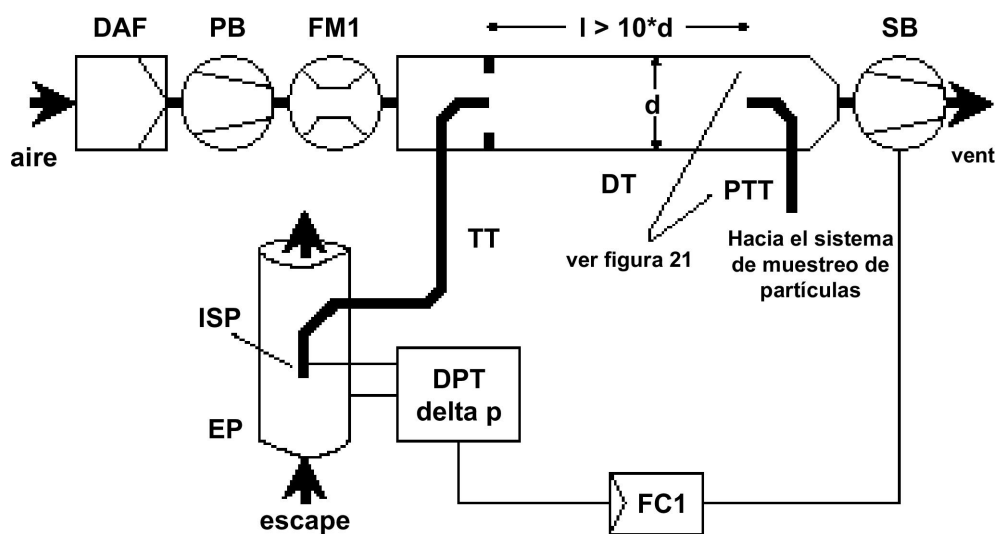 DAF
PB
FM1
l > 10*d
SB
d
aire
vent
DT
PTT
TT
ver figura 21
Hacia el sistema
de muestreo de
partículas
ISP
DPT
delta p
EP
FC1
escape